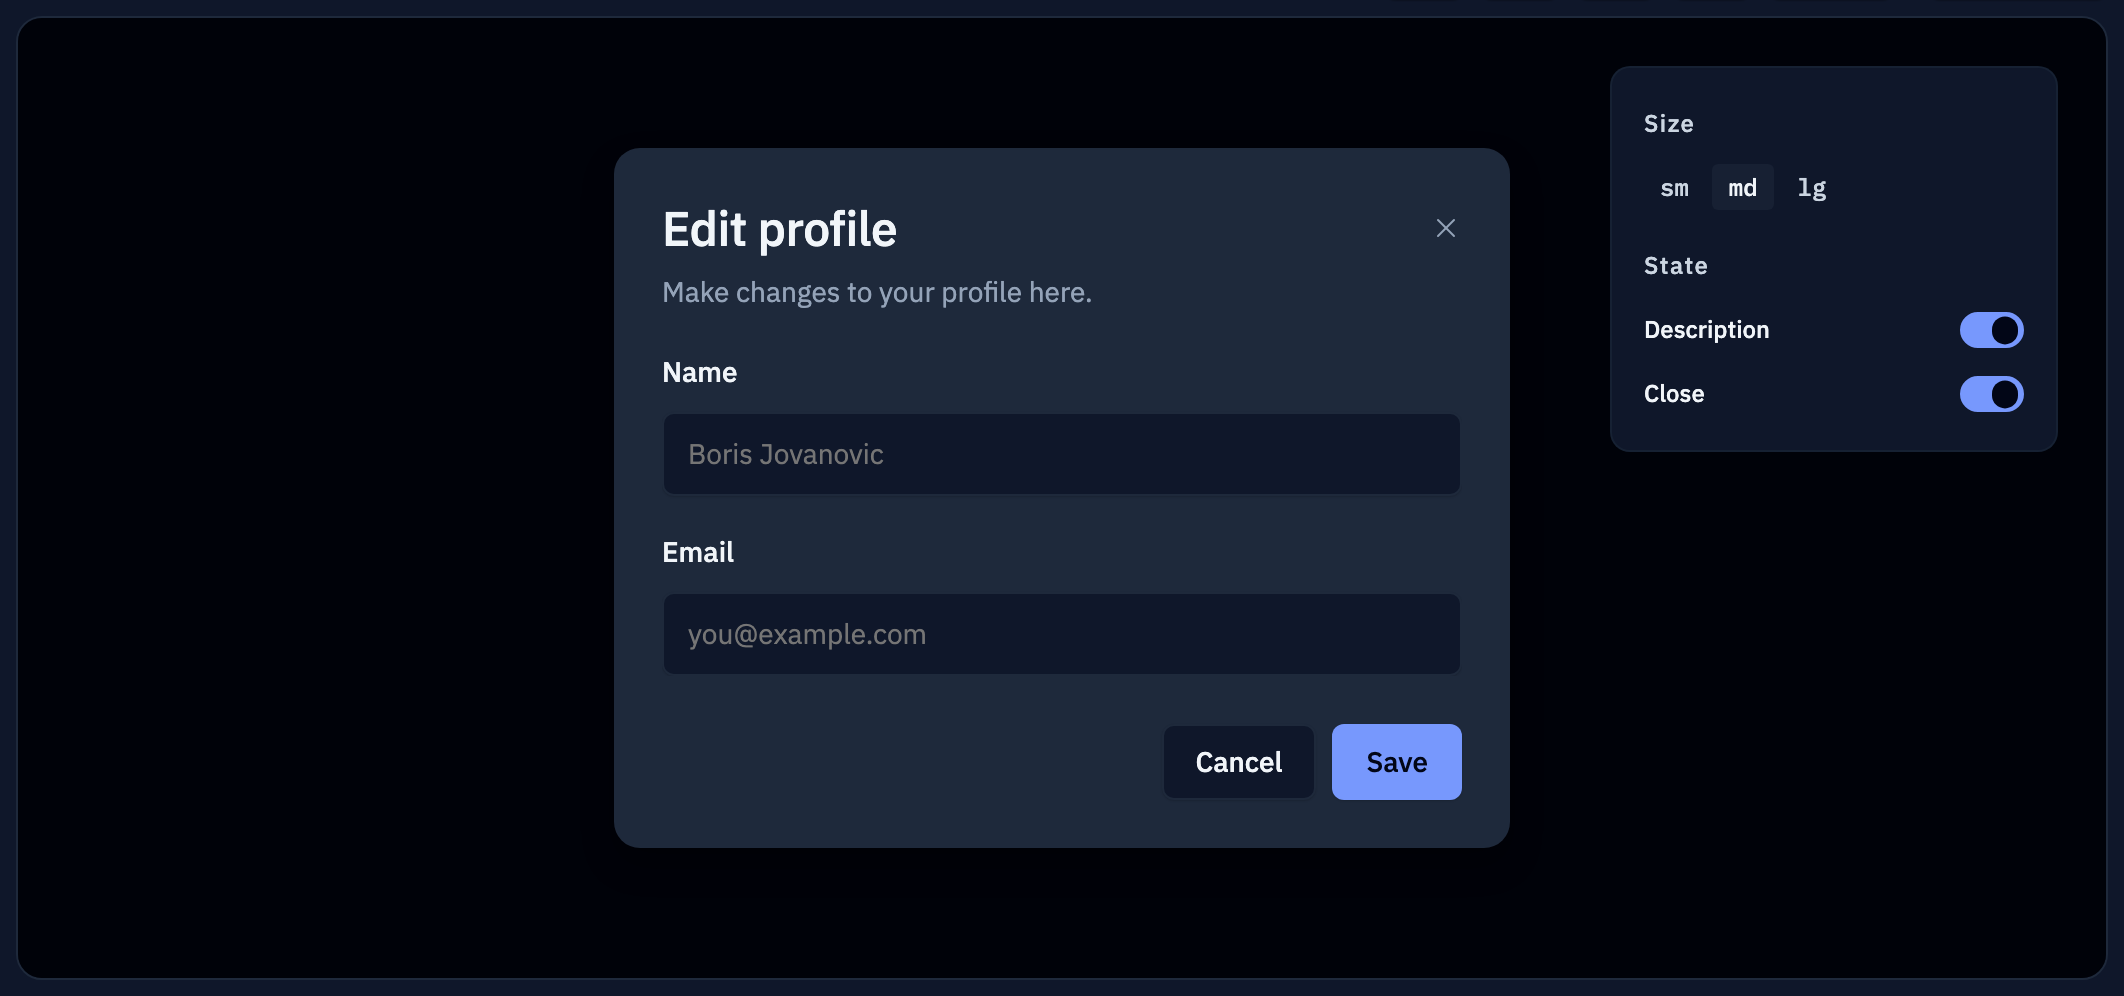 Edit profile
Make changes to your profile here.
Name
Boris Jovanovic
Email
you@example.com
Cancel
Save
Size
sm
md
lg
State
Description
Close